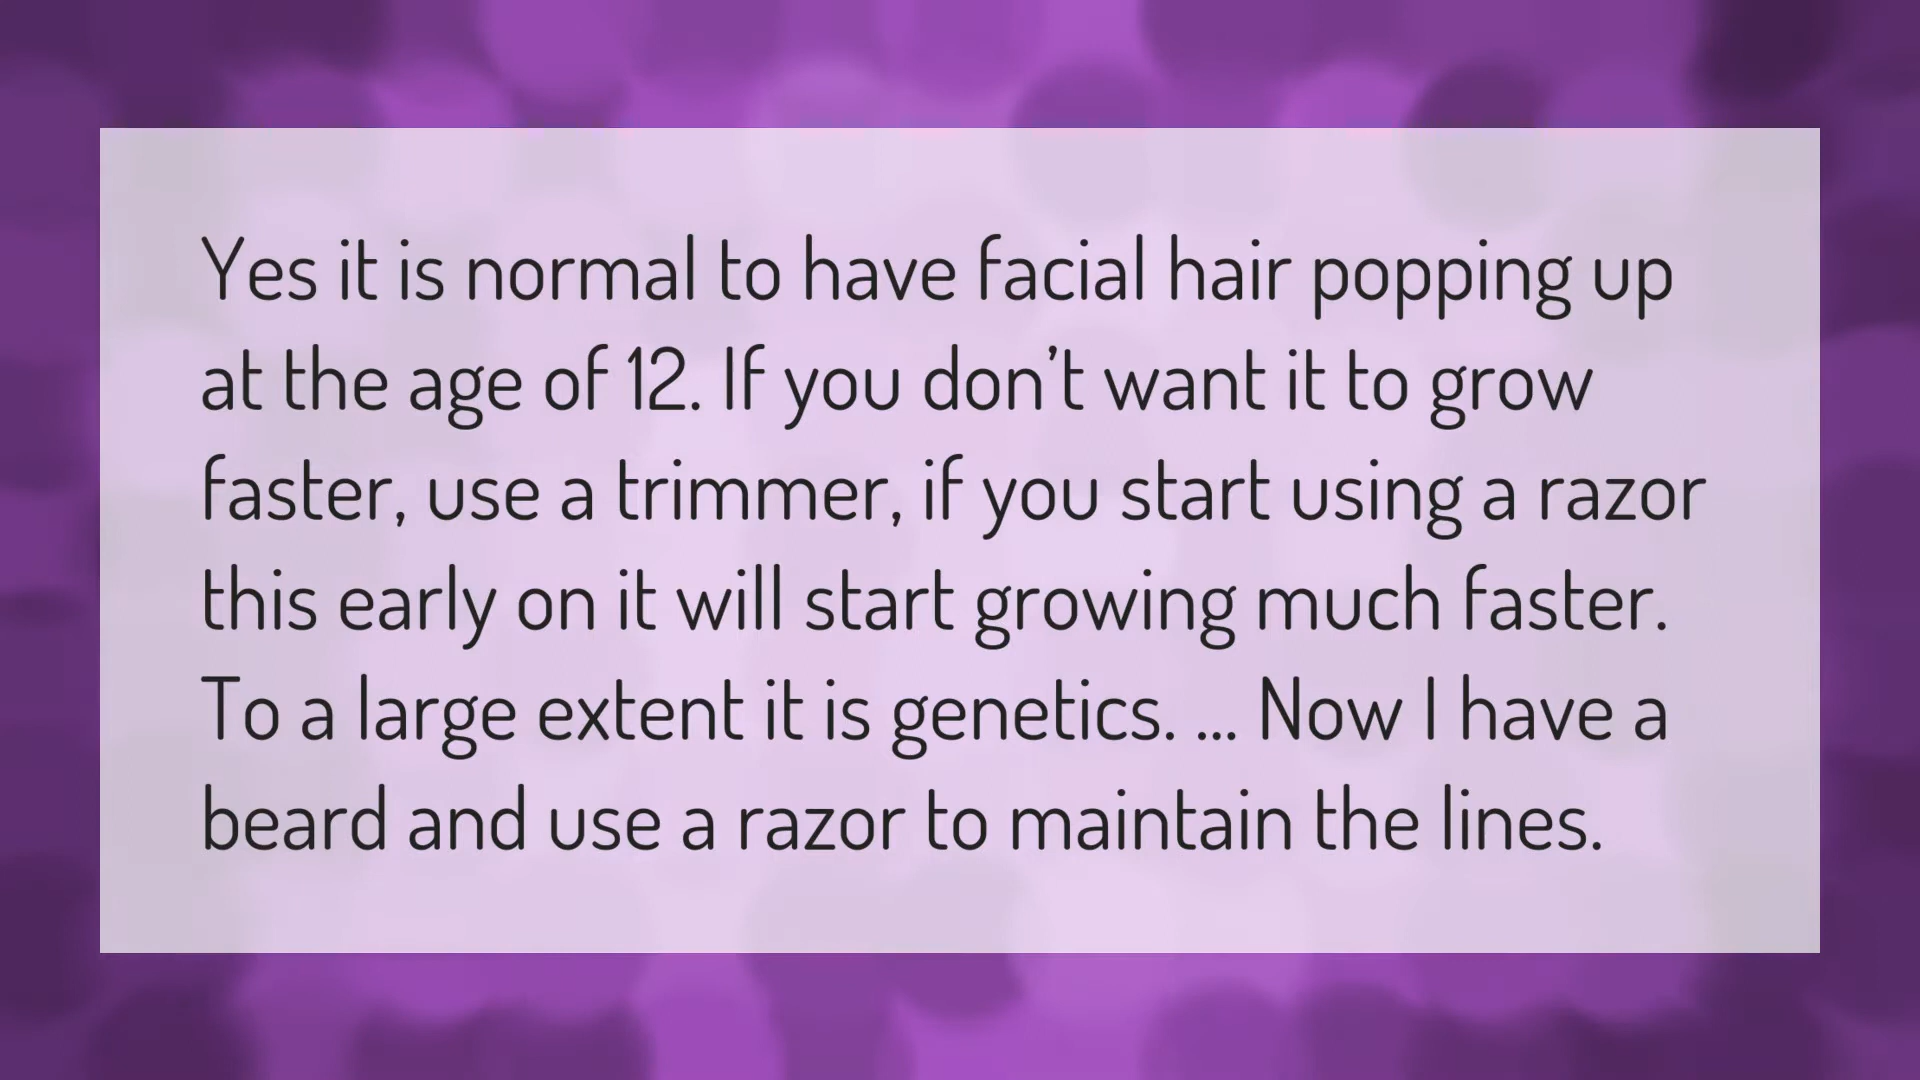 Yes it is normal to have facial hair popping up
at the age of 12. If you don't want it to grow
faster, use a trimmer, if you start using a razor
this early on it will start growing much faster.
To a large extent it is genetics. ... Now I have a
beard and use a razor to maintain the lines.